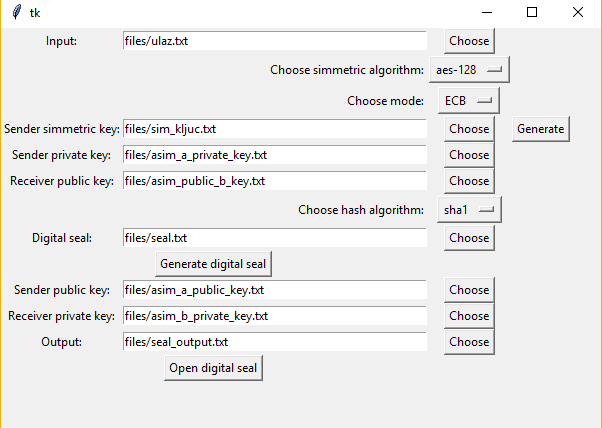 tk
Input: files/ulaz.txt Choose
Choose simmetric algorithm: aes-128
Choose mode: ECB
Sender simmetric key: files/sim_kljuc.txt Choose Generate
Sender private key: files/asim_a_private_key.txt Choose
Receiver public key: files/asim_public_b_key.txt Choose
Choose hash algorithm: sha1
Digital seal: files/seal.txt Choose
Generate digital seal
Sender public key: files/asim_a_public_key.txt Choose
Receiver private key: files/asim_b_private_key.txt Choose
Output: files/seal_output.txt Choose
Open digital seal